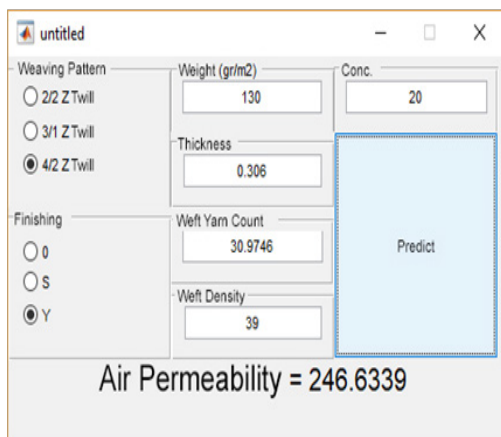 untitled
Weaving Pattern
2/2 Z Twill
3/1 Z Twill
4/2 Z Twill
Finishing
0
S
Y
Weight (gr/m2)
130
Thickness
0.306
Weft Yarn Count
30.9746
Weft Density
39
Conc.
20
Predict
Air Permeability = 246.6339